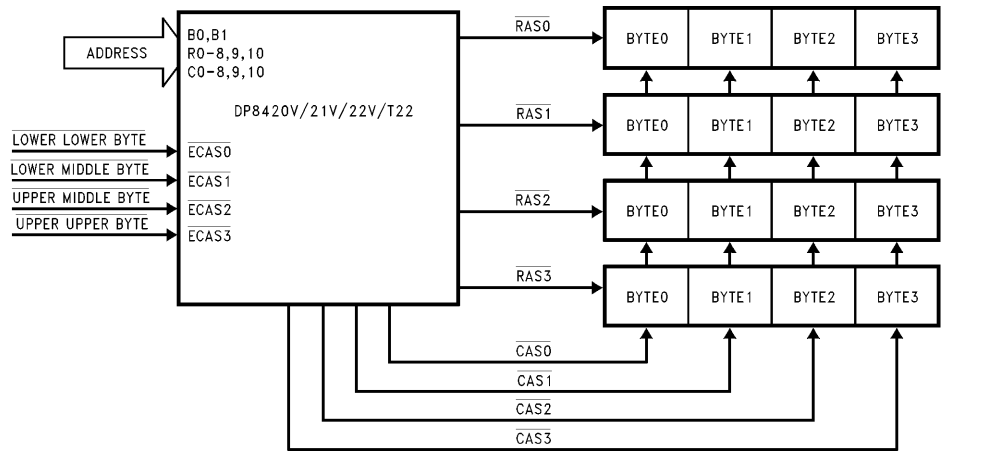 ADDRESS
B0,B1
R0-8,9,10
C0-8,9,10
DP8420V/21V/22V/T22
LOWER LOWER BYTE
LOWER MIDDLE BYTE
UPPER MIDDLE BYTE
UPPER UPPER BYTE
ECAS0
ECAS1
ECAS2
ECAS3
RAS0
BYTE0 BYTE1 BYTE2 BYTE3
RAS1
BYTE0 BYTE1 BYTE2 BYTE3
RAS2
BYTE0 BYTE1 BYTE2 BYTE3
RAS3
BYTE0 BYTE1 BYTE2 BYTE3
CAS0
CAS1
CAS2
CAS3